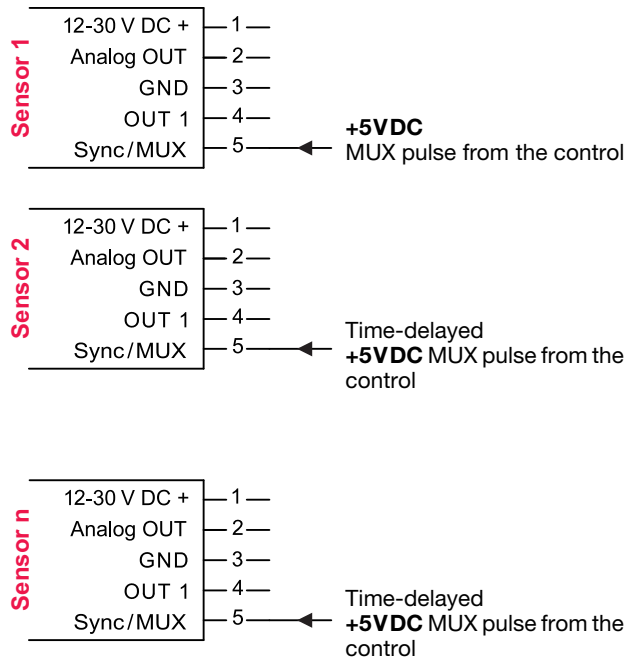 Sensor 1
12-30 V DC + 1
Analog OUT 2
GND 3
OUT 1 4
Sync/MUX 5
+5VDC
MUX pulse from the control
Sensor 2
12-30 V DC + 1
Analog OUT 2
GND 3
OUT 1 4
Sync/MUX 5
Time-delayed
+5VDC MUX pulse from the
control
Sensor n
12-30 V DC + 1
Analog OUT 2
GND 3
OUT 1 4
Sync/MUX 5
Time-delayed
+5VDC MUX pulse from the
control